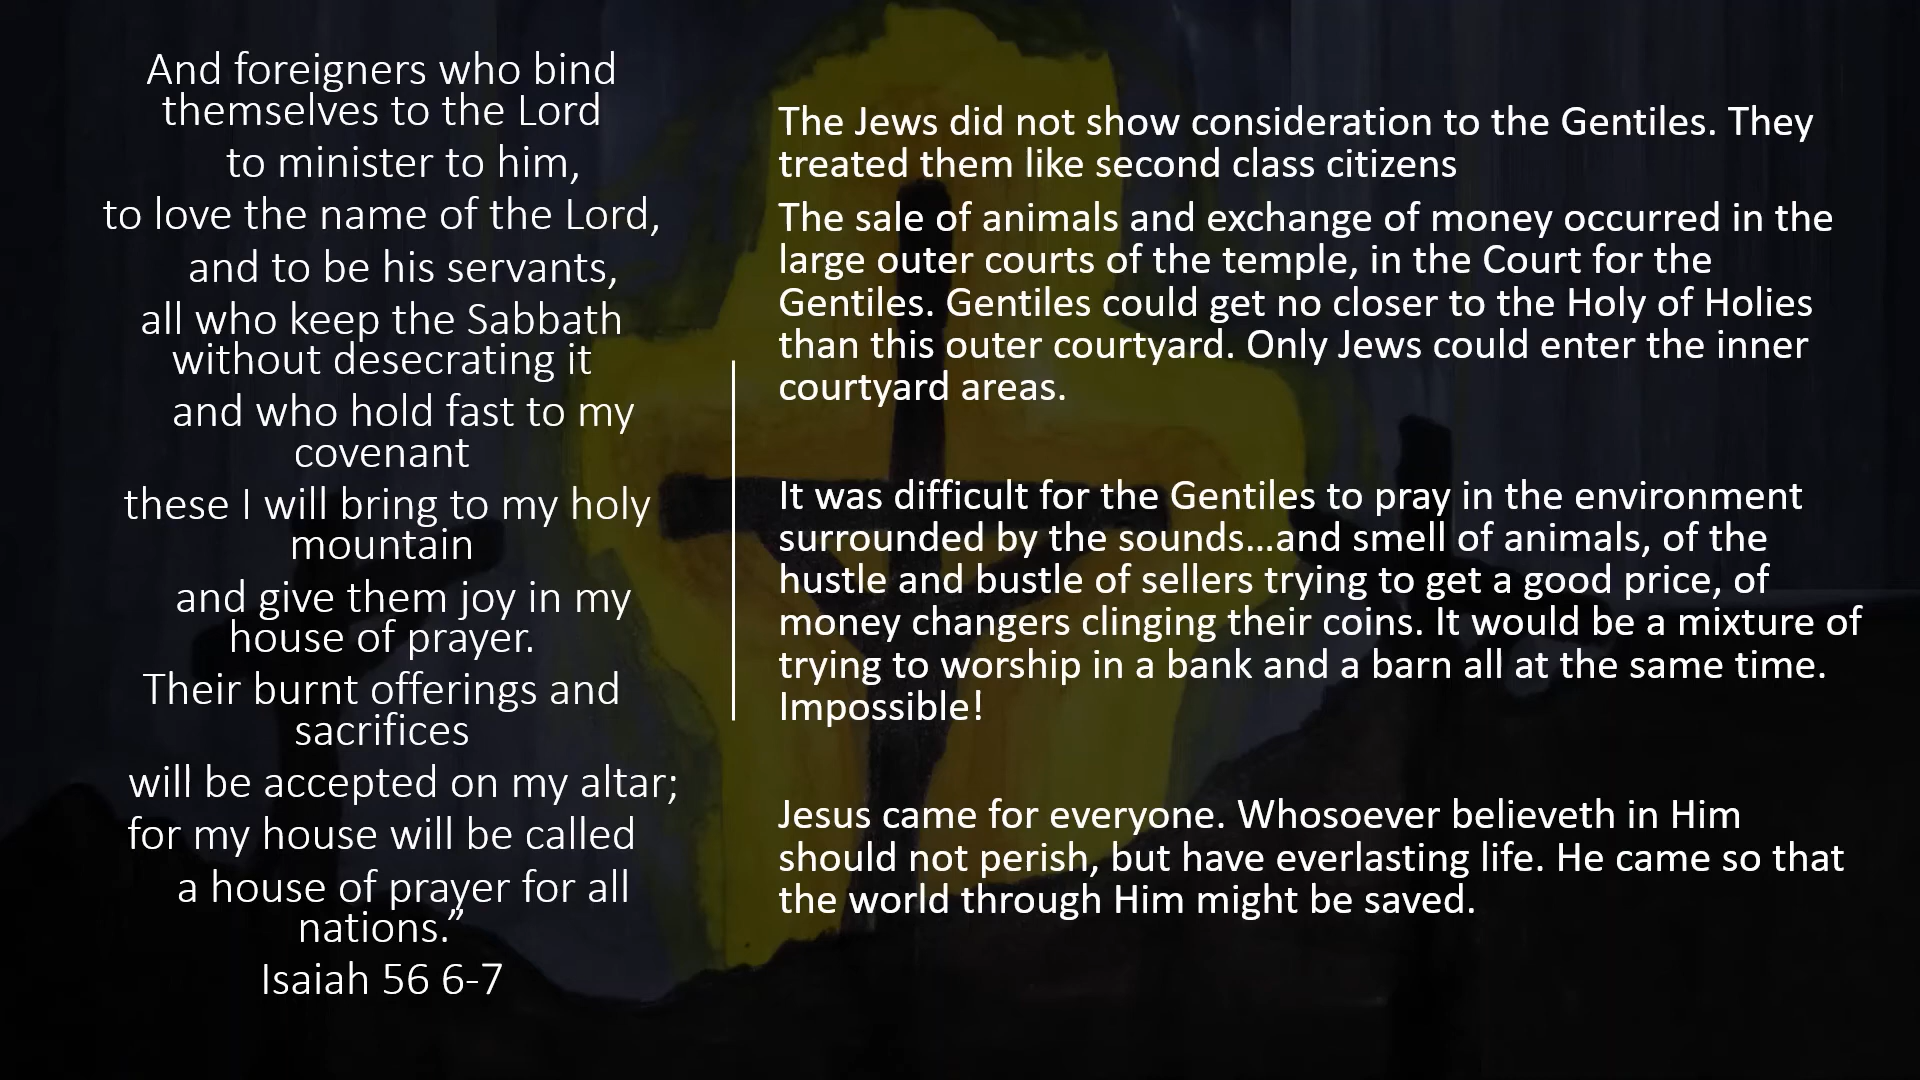 And foreigners who bind
themselves to the Lord
to minister to him,
to love the name of the Lord,
and to be his servants,
all who keep the Sabbath
without desecrating it
and who hold fast to my
covenant
these I will bring to my holy
mountain
and give them joy in my
house of prayer.
Their burnt offerings and
sacrifices
will be accepted on my altar;
for my house will be called
a house of prayer for all
nations.”
Isaiah 56 6-7
The Jews did not show consideration to the Gentiles. They
treated them like second class citizens
The sale of animals and exchange of money occurred in the
large outer courts of the temple, in the Court for the
Gentiles. Gentiles could get no closer to the Holy of Holies
than this outer courtyard. Only Jews could enter the inner
courtyard areas.
It was difficult for the Gentiles to pray in the environment
surrounded by the sounds…and smell of animals, of the
hustle and bustle of sellers trying to get a good price, of
money changers clinging their coins. It would be a mixture of
trying to worship in a bank and a barn all at the same time.
Impossible!
Jesus came for everyone. Whosoever believeth in Him
should not perish, but have everlasting life. He came so that
the world through Him might be saved.